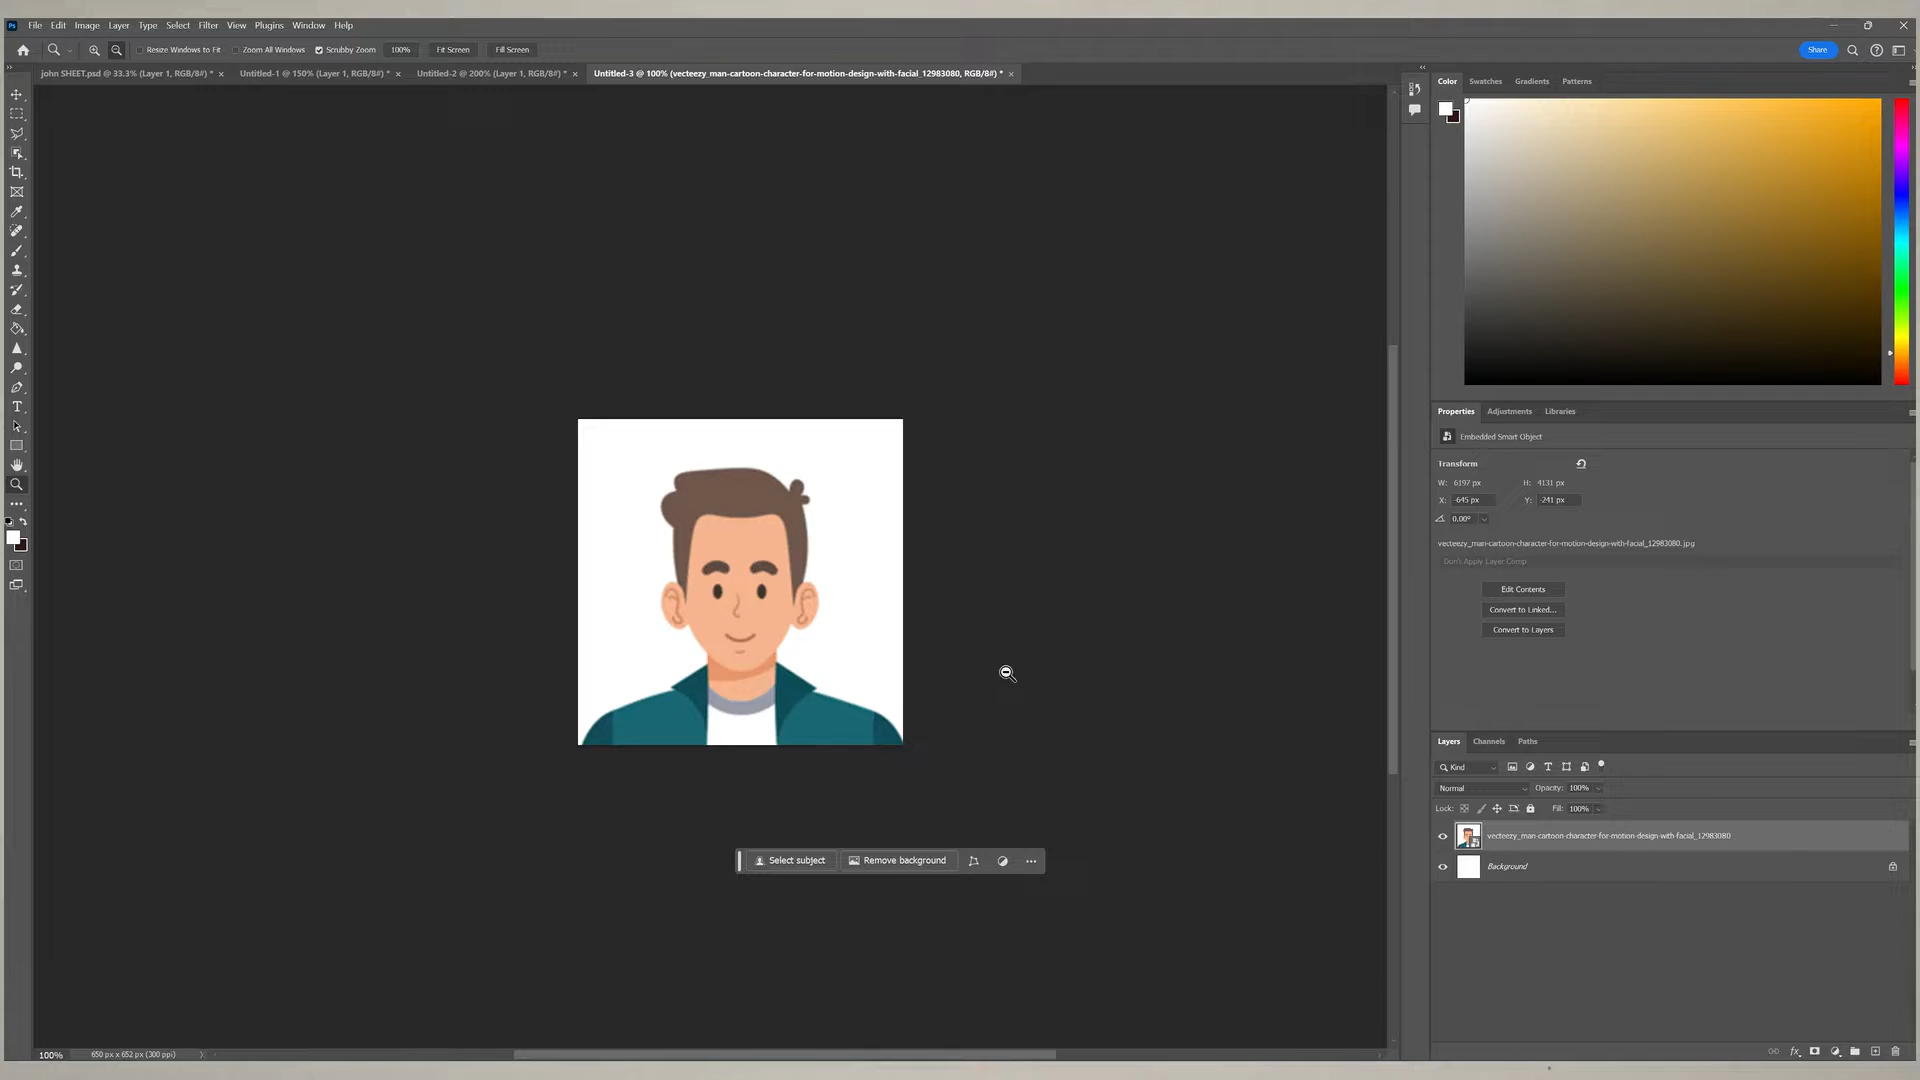 Ps File Edit Image Layer Type Select Filter View Plugins Window Help
Resize Windows to Fit Zoom All Windows Scrubby Zoom 100% Fit Screen Fill Screen Share
john SHEET.psd @ 33.3% (Layer 1, RGB/8#) * × Untitled-1 @ 150% (Layer 1, RGB/8#) * × Untitled-2 @ 200% (Layer 1, RGB/8#) * × Untitled-3 @ 100% (vecteezy_man-cartoon-character-for-motion-design-with-facial_12983080, RGB/8#) * ×
Color Swatches Gradients Patterns
Properties Adjustments Libraries
Embedded Smart Object
Transform
W: 6197 px H: 4131 px
X: -645 px Y: -241 px
0.00°
vecteezy_man-cartoon-character-for-motion-design-with-facial_12983080.jpg
Don't Apply Layer Comp
Edit Contents
Convert to Linked...
Convert to Layers
Layers Channels Paths
Kind
Normal Opacity: 100%
Lock: Fill: 100%
vecteezy_man-cartoon-character-for-motion-design-with-facial_12983080
Background
Select subject Remove background
100% 650 px x 652 px (300 ppi)
fx